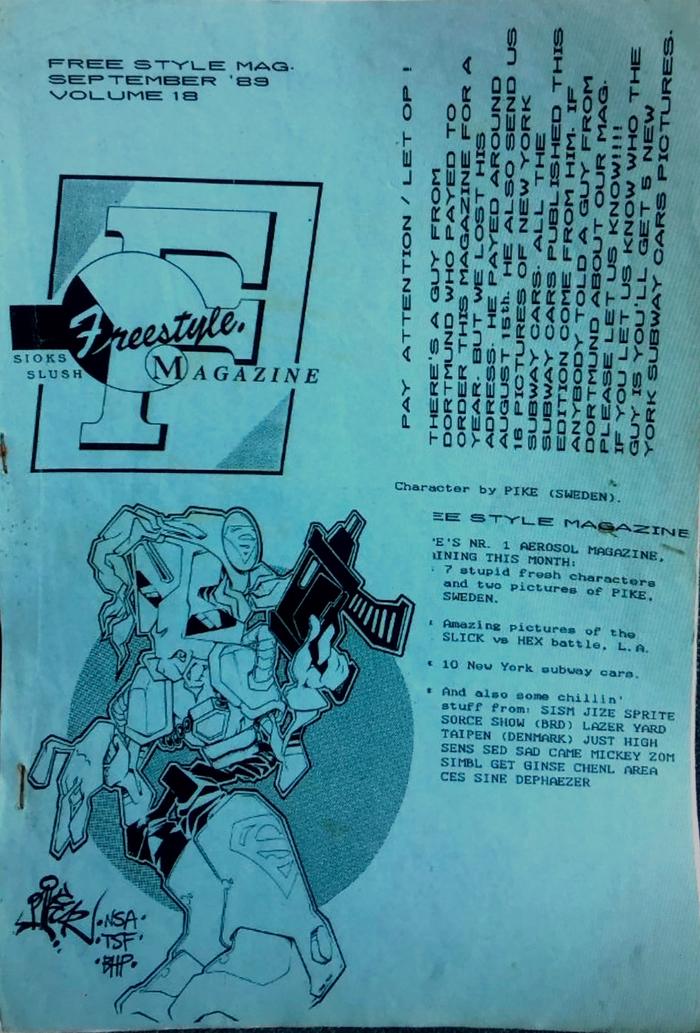 FREE STYLE MAG.
SEPTEMBER '89
VOLUME 18
Freestyle.
SIOKS
SLUSH
MAGAZINE
PAY ATTENTION / LET OP !
THERE'S A GUY FROM
DORTMUND WHO PAYED TO
ORDER THIS MAGAZINE FOR A
YEAR. BUT WE LOST HIS
ADRESS. HE PAYED AROUND
AUGUST 15th. HE ALSO SEND US
18 PICTURES OF NEW YORK
SUBWAY CARS. ALL THE
SUBWAY CARS PUBLISHED THIS
EDITION COME FROM HIM. IF
ANYBODY TOLD A GUY FROM
DORTMUND ABOUT OUR MAG.
PLEASE LET US KNOW!!!!
IF YOU LET US KNOW WHO THE
GUY IS YOU'LL GET 5 NEW
YORK SUBWAY CARS PICTURES.
Character by PIKE (SWEDEN).
EE STYLE MAGAZINE
'E'S NR. 1 AEROSOL MAGAZINE.
INING THIS MONTH:
7 stupid fresh characters
and two pictures of PIKE,
SWEDEN.
Amazing pictures of the
SLICK vs HEX battle, L.A.
10 New York subway cars.
* And also some chillin'
stuff from: SISM JIZE SPRITE
SORCE SHOW (BRD) LAZER YARD
TAIPEN (DENMARK) JUST HIGH
SENS SED SAD CAME MICKEY ZOM
SIMBL GET GINSE CHENL AREA
CES SINE DEPHAEZER
•NSA•
•TSF•
•BHP•